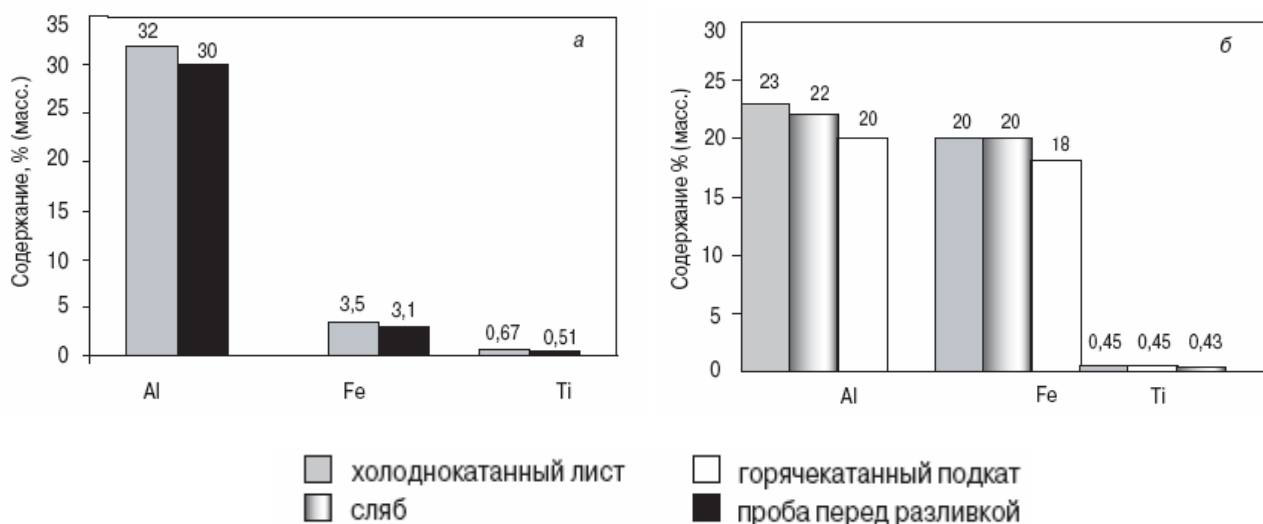 а
Содержание, % (масс.)
35
30
25
20
15
10
5
0
32
30
3,5
3,1
0,67
0,51
Al
Fe
Ti
б
Содержание % (масс.)
30
25
20
15
10
5
0
23
22
20
20
20
18
0,45
0,45
0,43
Al
Fe
Ti
холоднокатанный лист
сляб
горячекатанный подкат
проба перед разливкой